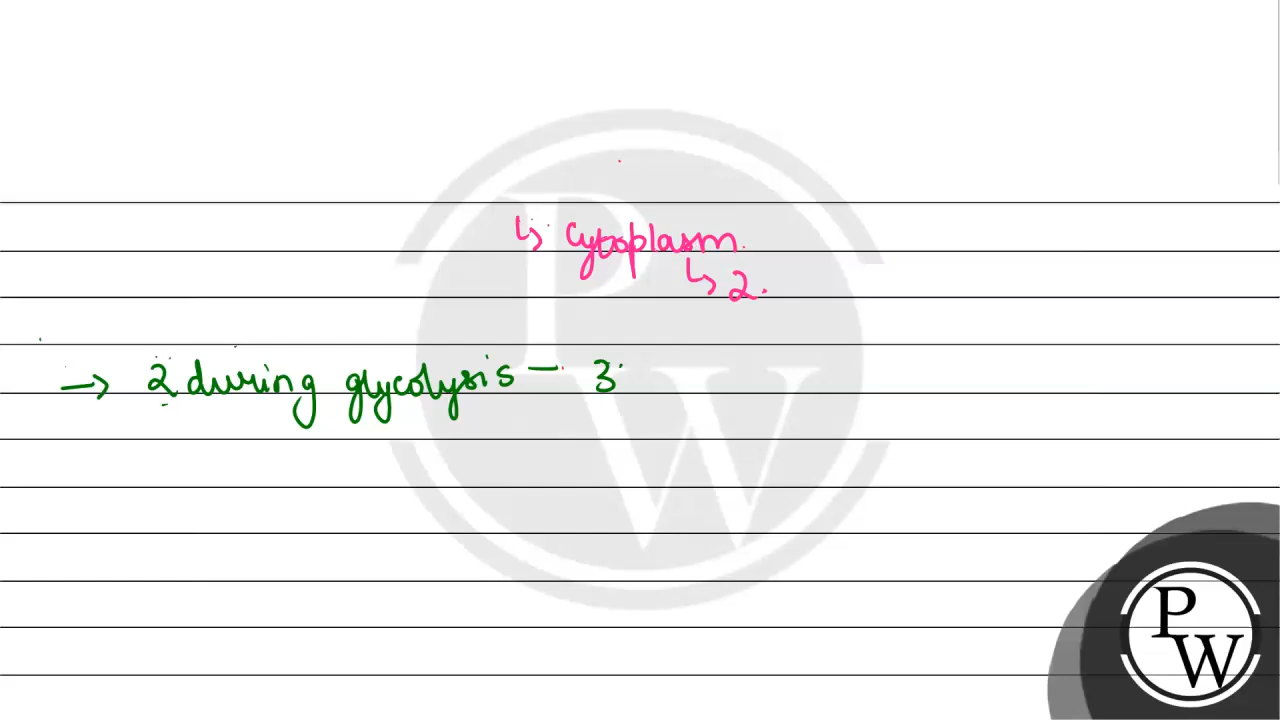 ↳ Cytoplasm.
↳ 2.
→ 2 during glycolysis - 3
P
W
P
W